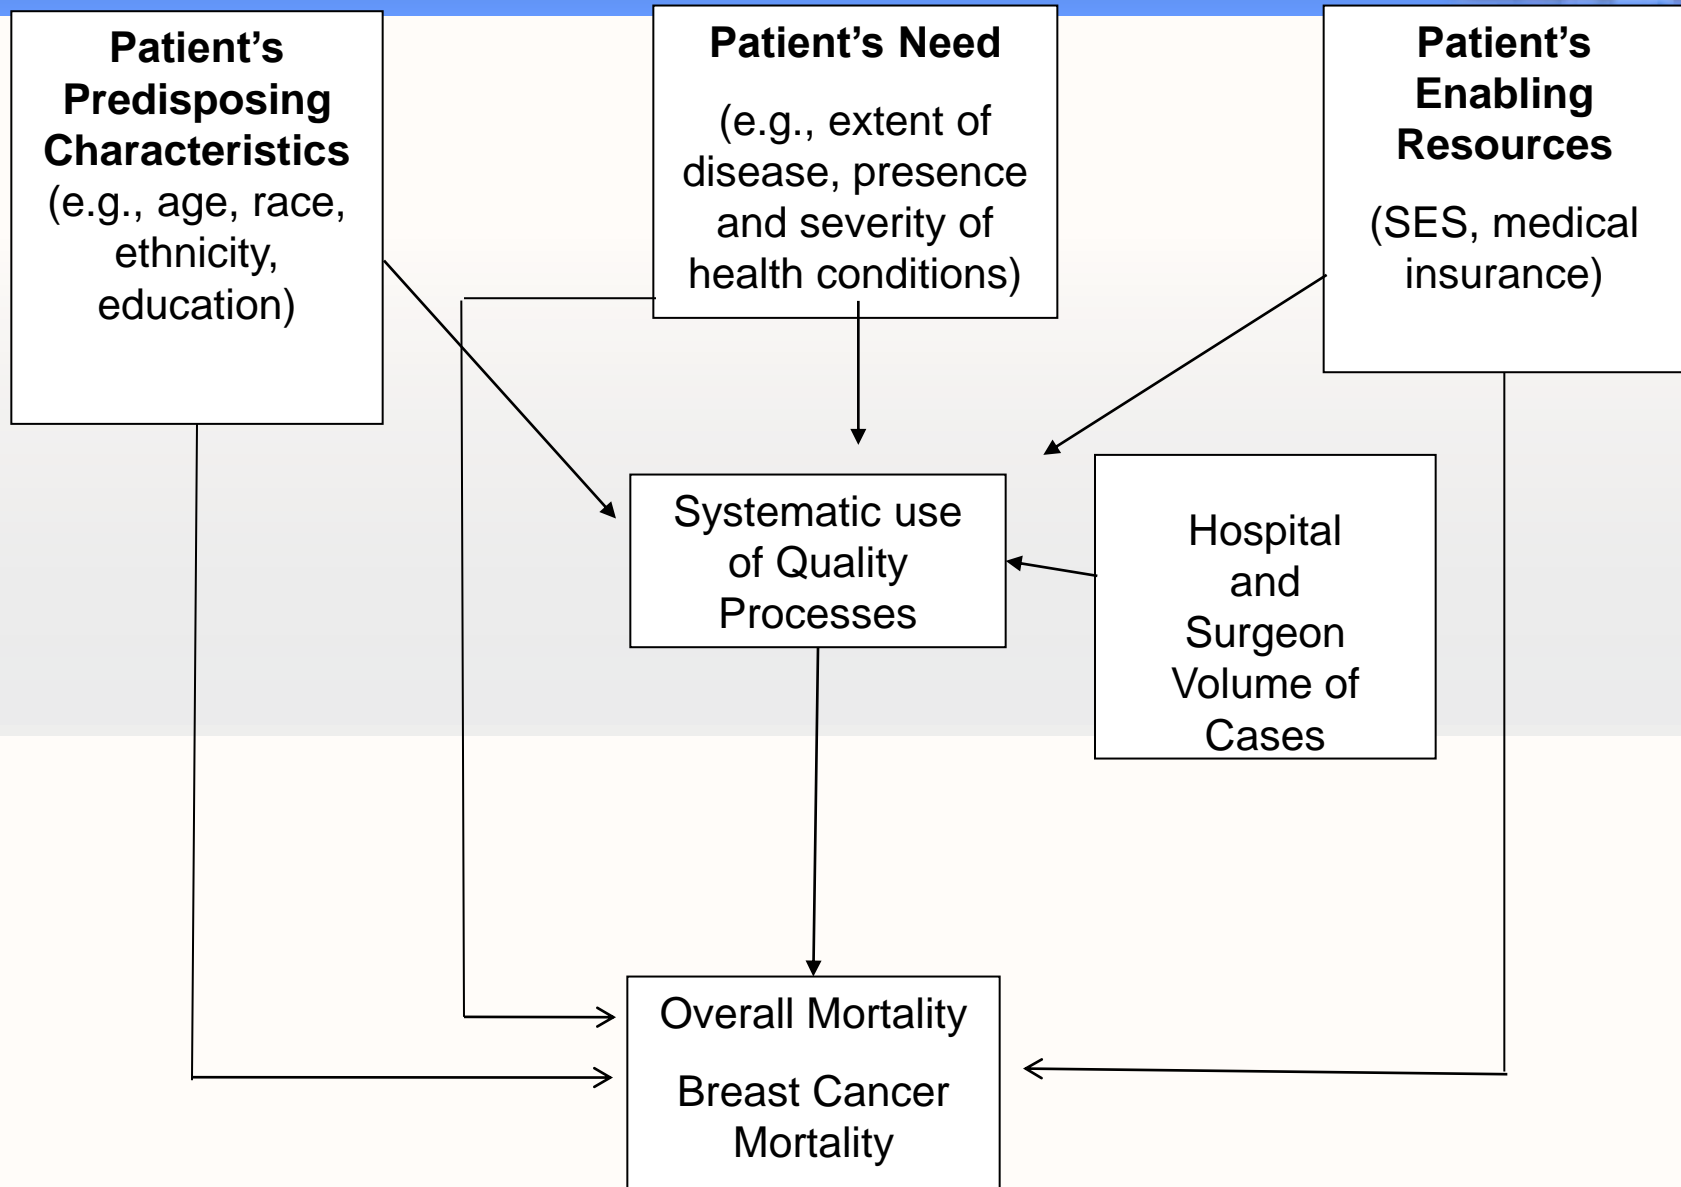 Patient’s
Predisposing
Characteristics
(e.g., age, race,
ethnicity,
education)
Patient’s Need
(e.g., extent of
disease, presence
and severity of
health conditions)
Patient’s
Enabling
Resources
(SES, medical
insurance)
Systematic use
of Quality
Processes
Hospital
and
Surgeon
Volume of
Cases
Overall Mortality
Breast Cancer
Mortality